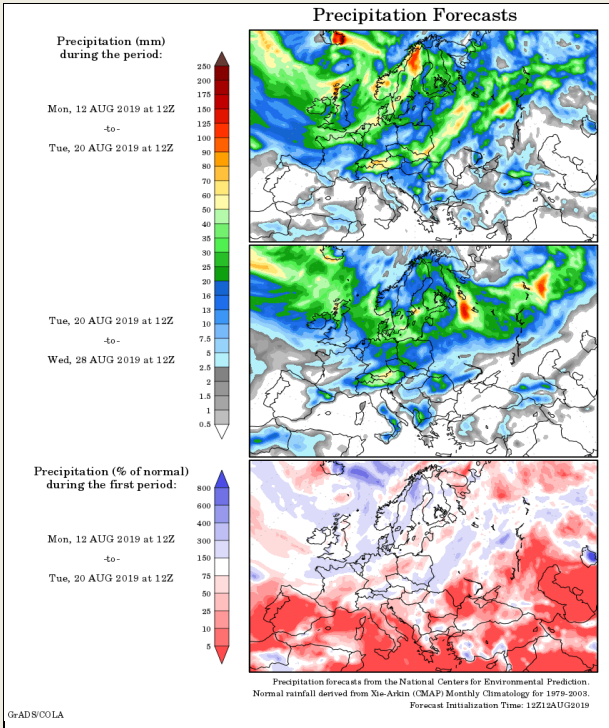 Precipitation Forecasts
Precipitation (mm)
during the period:
Mon, 12 AUG 2019 at 12Z
-to-
Tue, 20 AUG 2019 at 12Z
250
200
175
150
125
100
90
80
70
60
50
40
35
30
25
20
16
13
10
7.5
5
2.5
2
1.5
1
0.5
Tue, 20 AUG 2019 at 12Z
-to-
Wed, 28 AUG 2019 at 12Z
Precipitation (% of normal)
during the first period:
Mon, 12 AUG 2019 at 12Z
-to-
Tue, 20 AUG 2019 at 12Z
800
600
400
300
150
75
50
25
10
5
Precipitation forecasts from the National Centers for Environmental Prediction.
Normal rainfall derived from Xie-Arkin (CMAP) Monthly Climatology for 1979-2003.
Forecast Initialization Time: 12Z12AUG2019
GrADS/COLA